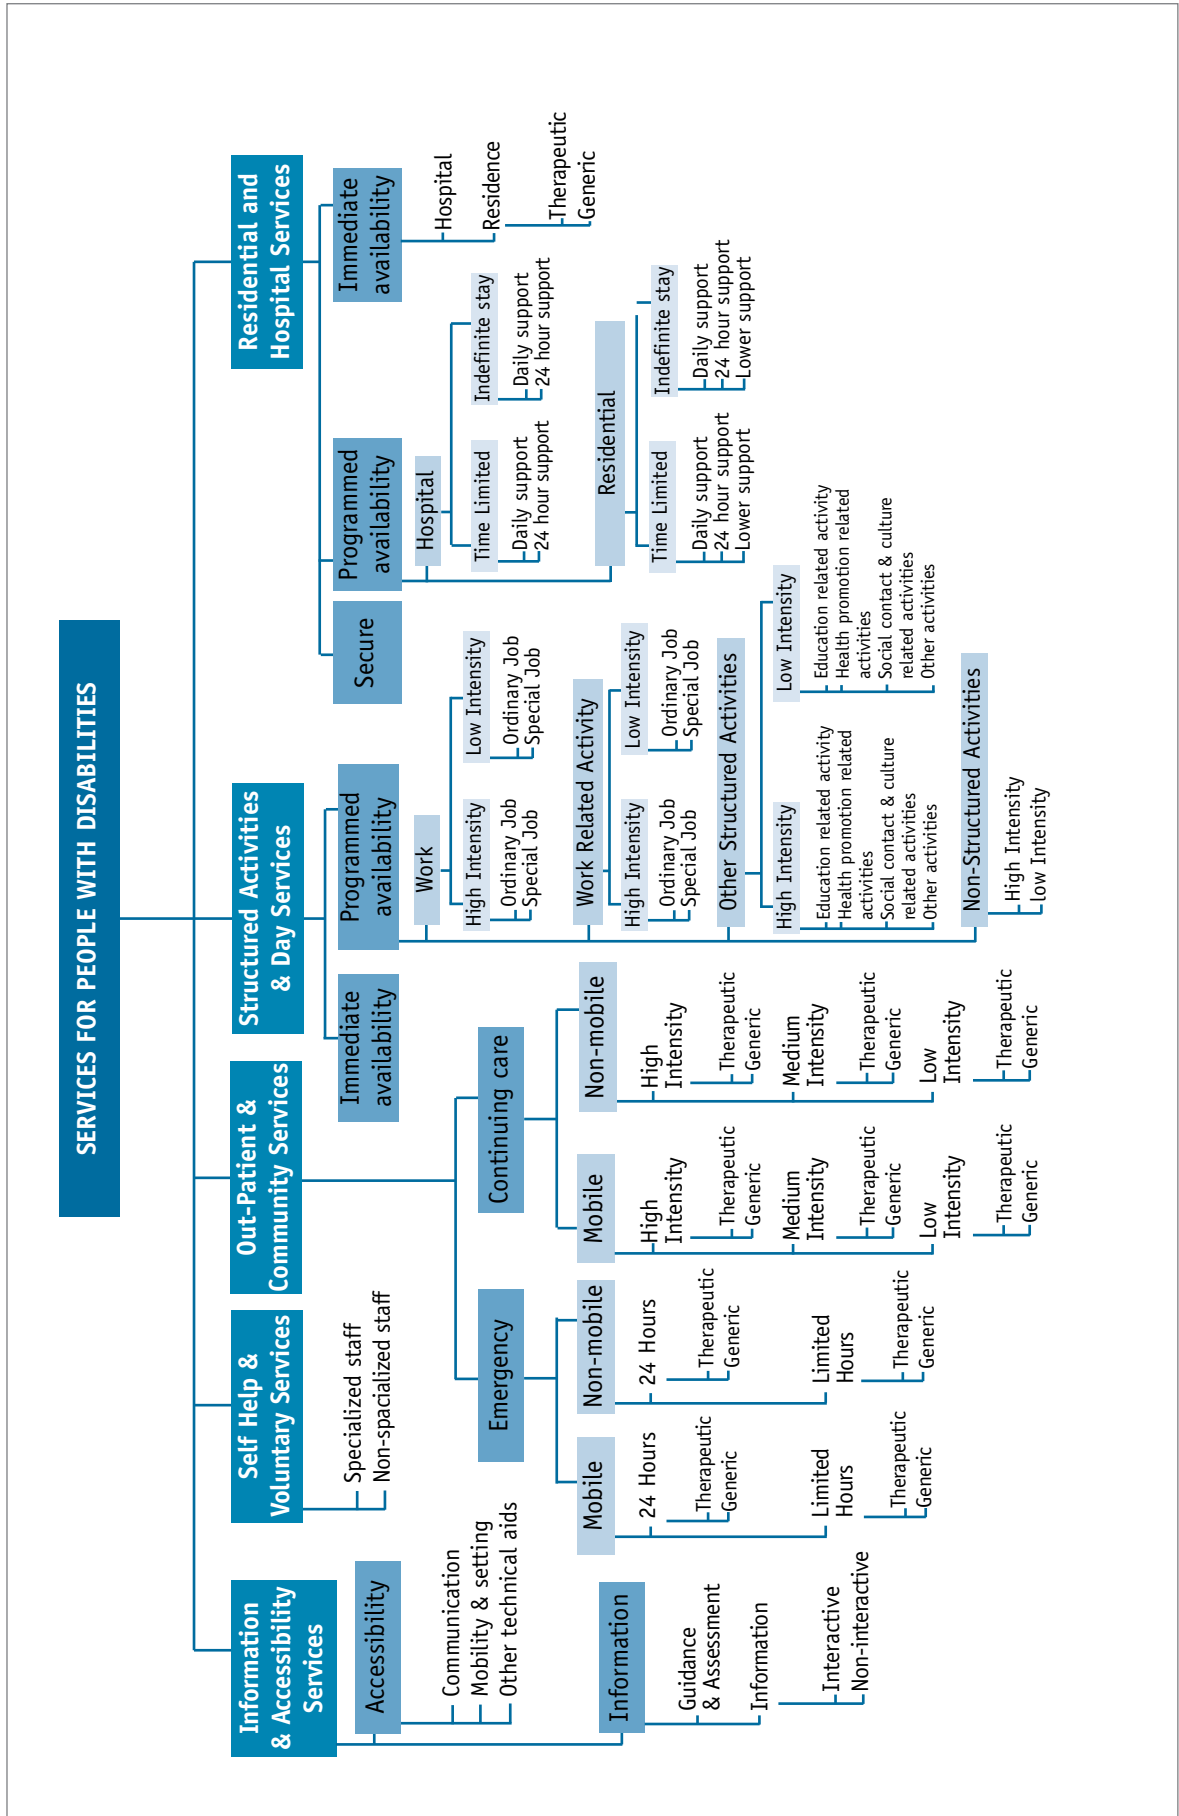 SERVICES FOR PEOPLE WITH DISABILITIES
Information
& Accessibility
Services
Accessibility
Communication
Mobility & setting
Other technical aids
Information
Guidance
& Assessment
Information
Interactive
Non-interactive
Self Help &
Voluntary Services
Specialized staff
Non-spacialized staff
Out-Patient &
Community Services
Emergency
Mobile
24 Hours
Therapeutic
Generic
Limited
Hours
Therapeutic
Generic
Non-mobile
24 Hours
Therapeutic
Generic
Limited
Hours
Therapeutic
Generic
Continuing care
Mobile
High
Intensity
Therapeutic
Generic
Medium
Intensity
Therapeutic
Generic
Low
Intensity
Therapeutic
Generic
Non-mobile
High
Intensity
Therapeutic
Generic
Medium
Intensity
Therapeutic
Generic
Low
Intensity
Therapeutic
Generic
Structured Activities
& Day Services
Immediate
availability
Programmed
availability
Work
High Intensity
Ordinary Job
Special Job
Low Intensity
Ordinary Job
Special Job
Work Related Activity
High Intensity
Ordinary Job
Special Job
Low Intensity
Ordinary Job
Special Job
Other Structured Activities
High Intensity
Education related activity
Health promotion related
activities
Social contact & culture
related activities
Other activities
Low Intensity
Education related activity
Health promotion related
activities
Social contact & culture
related activities
Other activities
Non-Structured Activities
High Intensity
low Intensity
Residential and
Hospital Services
Secure
Programmed
availability
Hospital
Time Limited
Daily support
24 hour support
Indefinite stay
Daily support
24 hour support
Residential
Time Limited
Daily support
24 hour support
Lower support
Indefinite stay
Daily support
24 hour support
Lower support
Immediate
availability
Hospital
Residence
Therapeutic
Generic